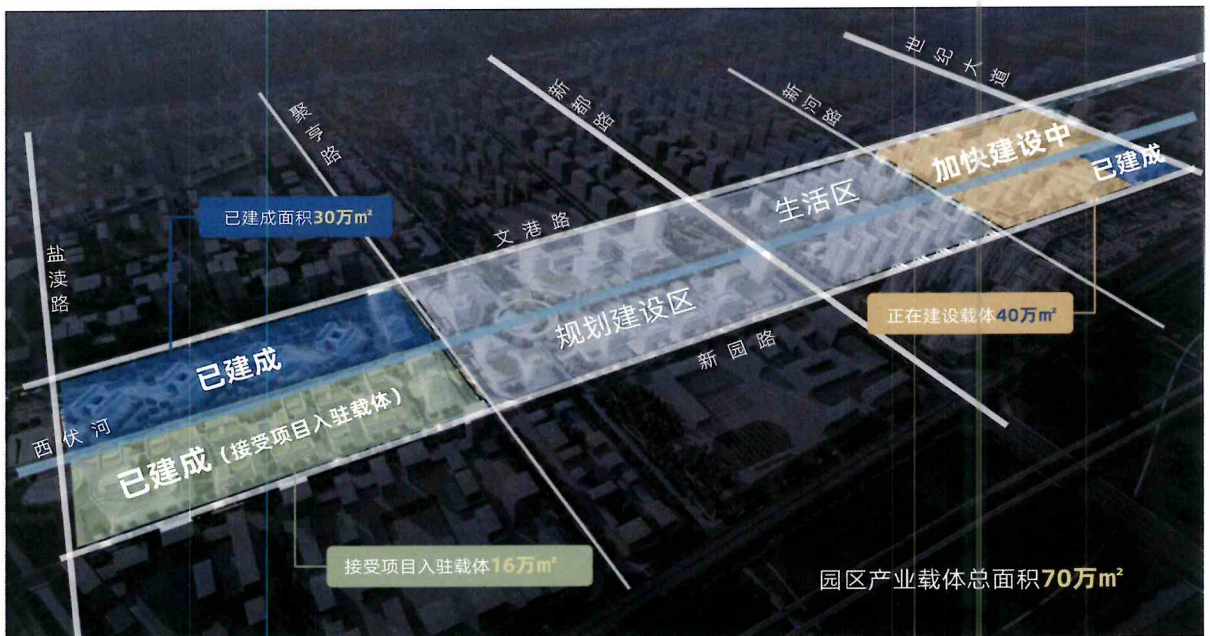 世纪大道
新河路
新都路
聚亨路
加快建设中
已建成
生活区
已建成面积30万㎡
文港路
盐渎路
正在建设载体40万㎡
规划建设区
新园路
已建成
西伏河
已建成(接受项目入驻载体)
接受项目入驻载体16万㎡
园区产业载体总面积70万㎡